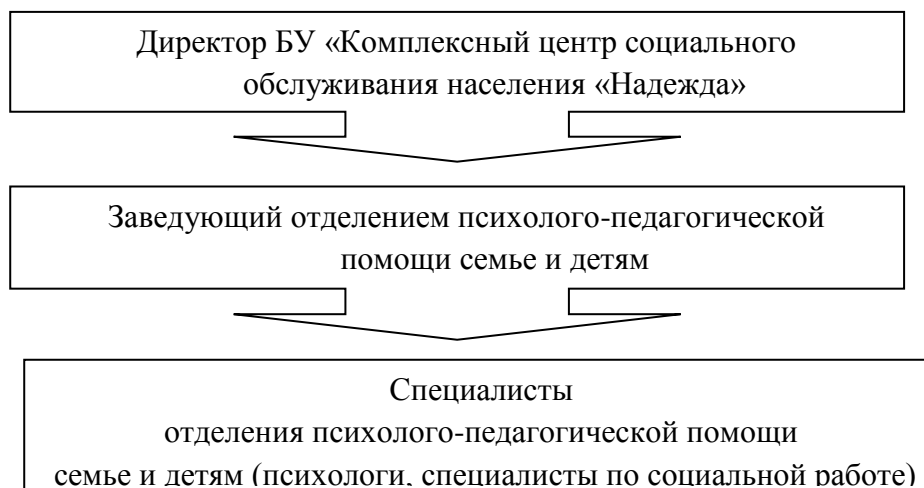 Директор БУ «Комплексный центр социального
обслуживания населения «Надежда»
Заведующий отделением психолого-педагогической
помощи семье и детям
Специалисты
отделения психолого-педагогической помощи
семье и детям (психологи, специалисты по социальной работе)